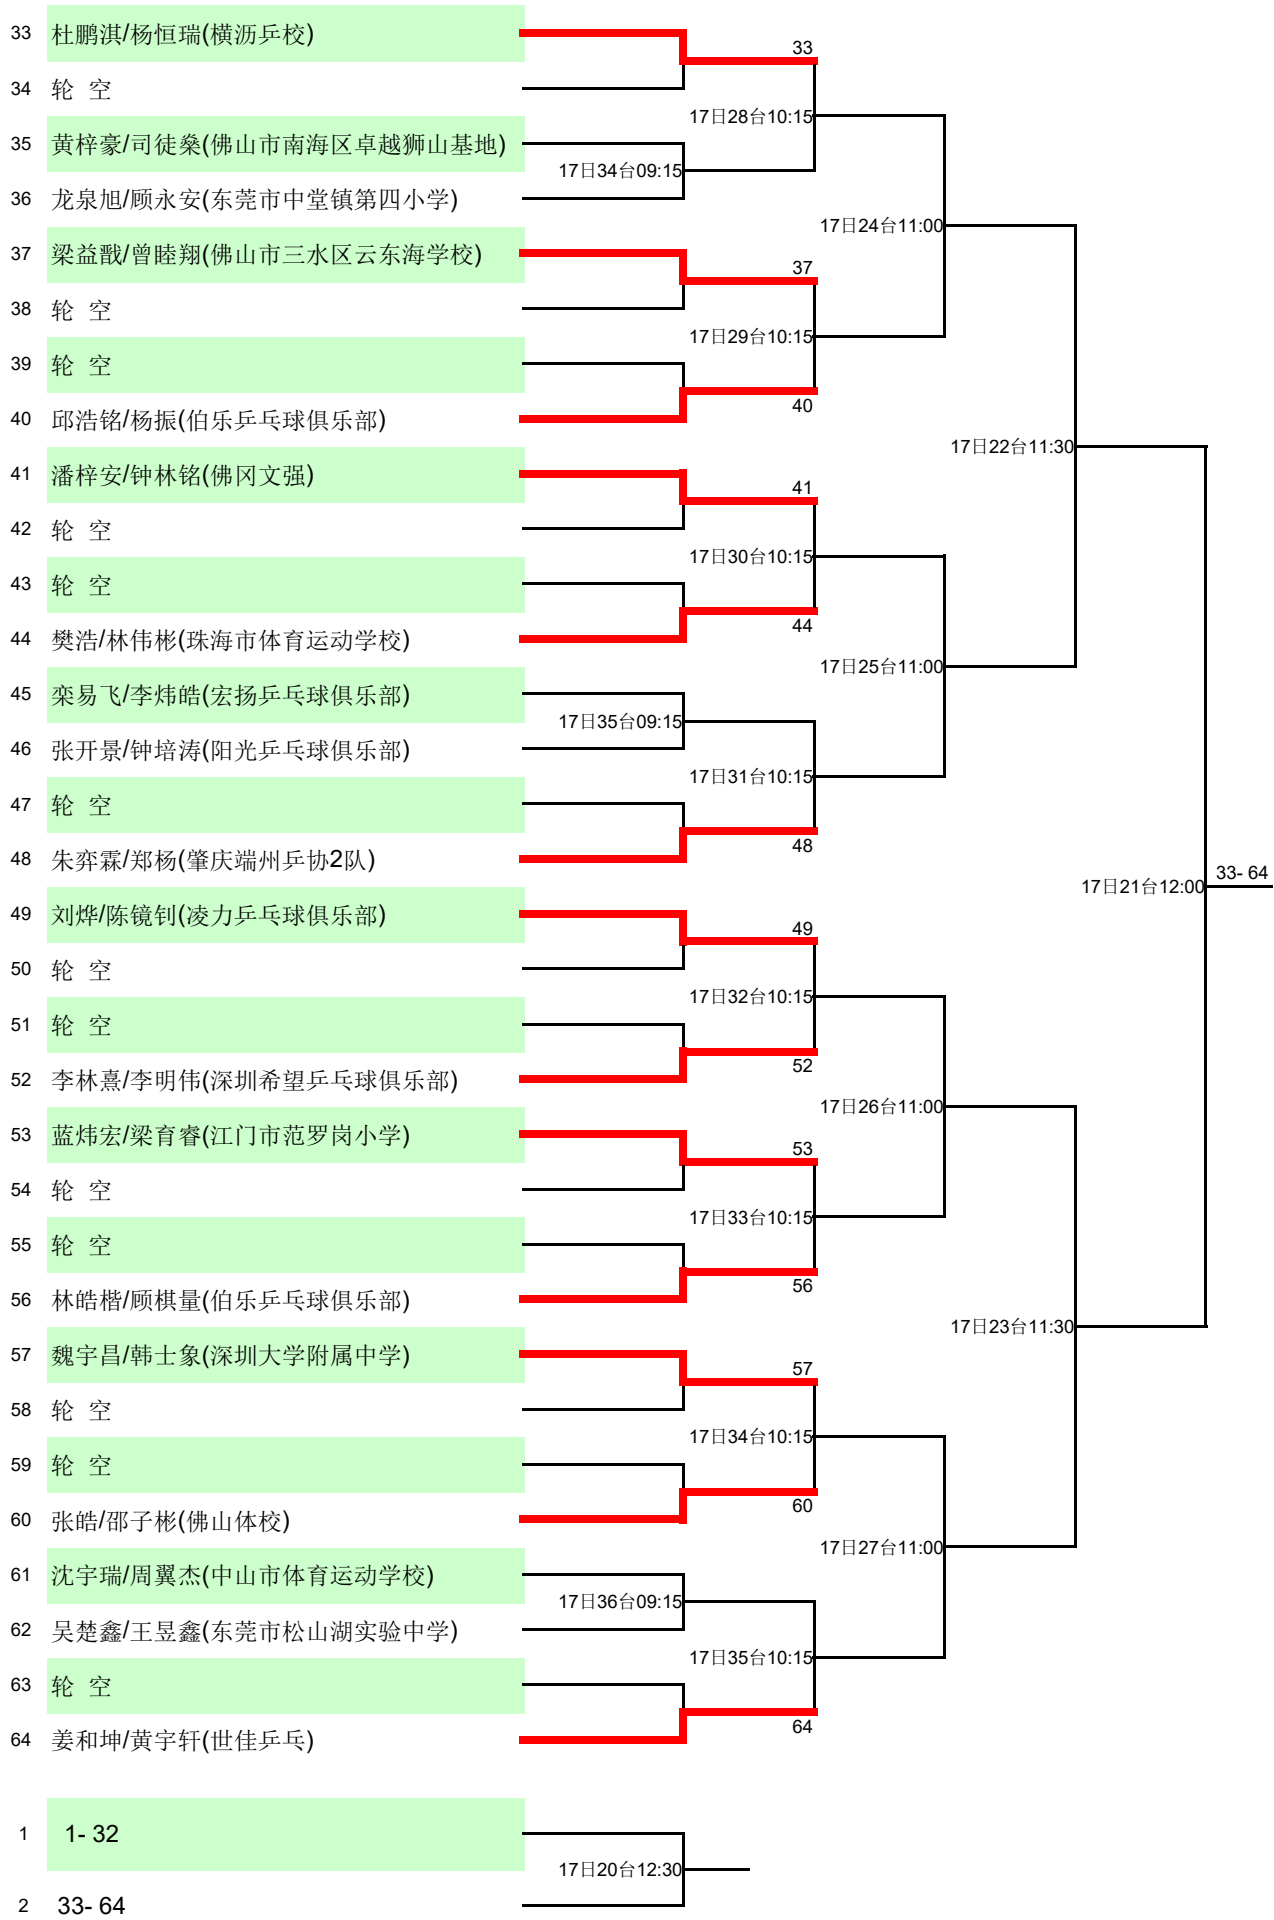 33 杜鹏淇/杨恒瑞(横沥乒校)
33
34 轮 空
17日28台10:15
35 黄梓豪/司徒燊(佛山市南海区卓越狮山基地)
17日34台09:15
36 龙泉旭/顾永安(东莞市中堂镇第四小学)
17日24台11:00
37 梁益戬/曾睦翔(佛山市三水区云东海学校)
37
38 轮 空
17日29台10:15
39 轮 空
40
40 邱浩铭/杨振(伯乐乒乓球俱乐部)
17日22台11:30
41 潘梓安/钟林铭(佛冈文强)
41
42 轮 空
17日30台10:15
43 轮 空
44
44 樊浩/林伟彬(珠海市体育运动学校)
17日25台11:00
45 栾易飞/李炜皓(宏扬乒乓球俱乐部)
17日35台09:15
46 张开景/钟培涛(阳光乒乓球俱乐部)
17日31台10:15
47 轮 空
48
48 朱弈霖/郑杨(肇庆端州乒协2队)
33- 64
17日21台12:00
49 刘烨/陈镜钊(凌力乒乓球俱乐部)
49
50 轮 空
17日32台10:15
51 轮 空
52
52 李林熹/李明伟(深圳希望乒乓球俱乐部)
17日26台11:00
53 蓝炜宏/梁育睿(江门市范罗岗小学)
53
54 轮 空
17日33台10:15
55 轮 空
56
56 林皓楷/顾棋量(伯乐乒乓球俱乐部)
17日23台11:30
57 魏宇昌/韩士象(深圳大学附属中学)
57
58 轮 空
17日34台10:15
59 轮 空
60
60 张皓/邵子彬(佛山体校)
17日27台11:00
61 沈宇瑞/周翼杰(中山市体育运动学校)
17日36台09:15
62 吴楚鑫/王昱鑫(东莞市松山湖实验中学)
17日35台10:15
63 轮 空
64
64 姜和坤/黄宇轩(世佳乒乓)
1 1- 32
17日20台12:30
2 33- 64